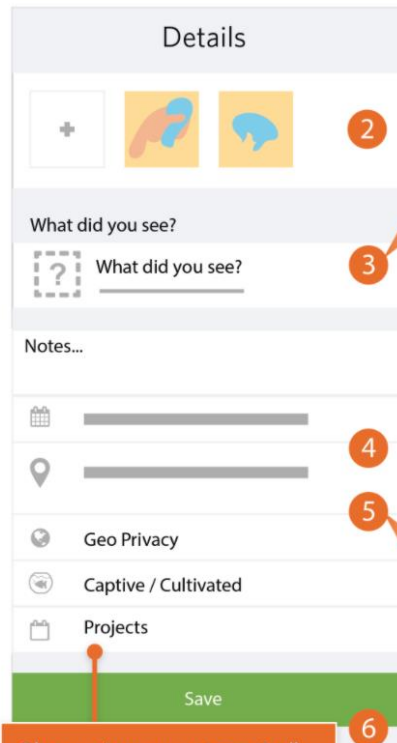 Details
2
What did you see?
What did you see?
3
Notes...
4
5
Geo Privacy
Captive / Cultivated
Projects
Save
6